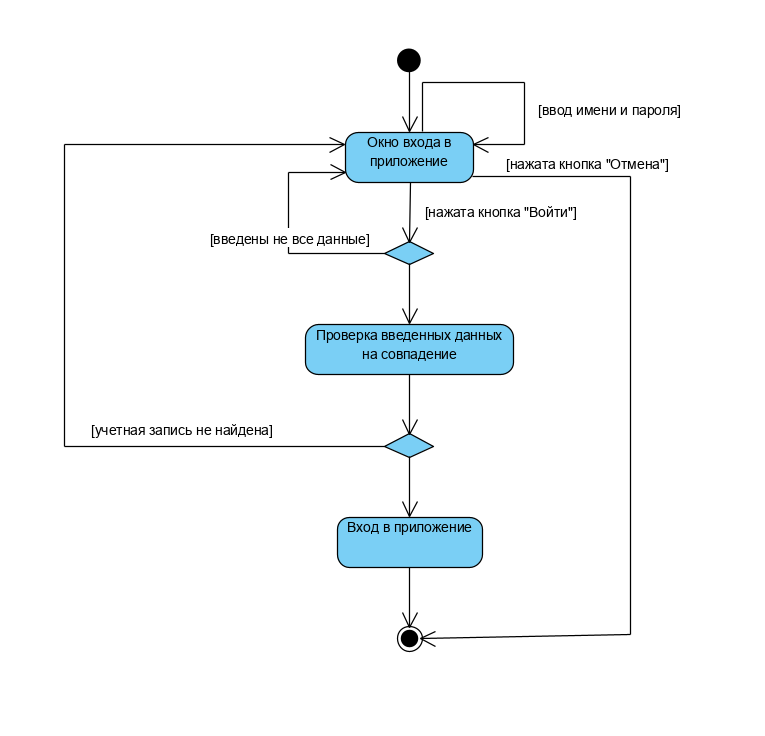 [ввод имени и пароля]
Окно входа в
приложение
[нажата кнопка "Отмена"]
[нажата кнопка "Войти"]
[введены не все данные]
Проверка введенных данных
на совпадение
[учетная запись не найдена]
Вход в приложение